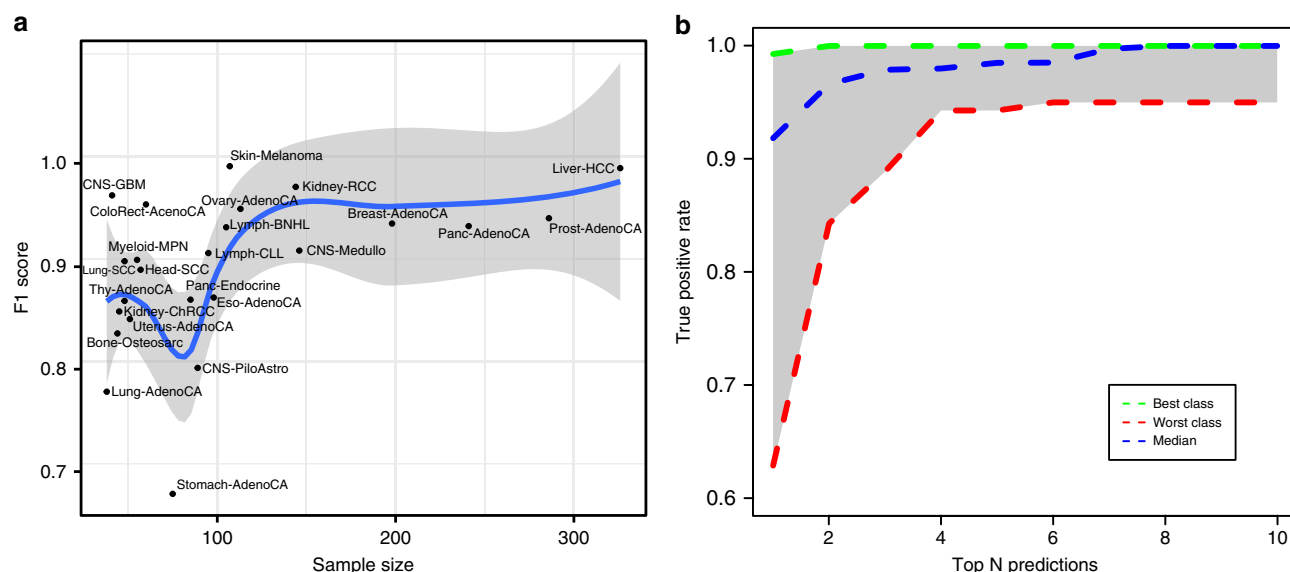 a
F1 score
1.0
0.9
0.8
0.7
Skin-Melanoma
Liver-HCC
CNS-GBM
Kidney-RCC
ColoRect-AcenoCA
Ovary-AdenoCA
Breast-AdenoCA
Lymph-BNHL
Panc-AdenoCA
Prost-AdenoCA
Myeloid-MPN
Lymph-CLL
CNS-Medullo
Lung-SCC
Head-SCC
Thy-AdenoCA
Panc-Endocrine
Eso-AdenoCA
Kidney-ChRCC
Uterus-AdenoCA
Bone-Osteosarc
CNS-PiloAstro
Lung-AdenoCA
Stomach-AdenoCA
100
200
300
Sample size
b
True positive rate
1.0
0.9
0.8
0.7
0.6
Best class
Worst class
Median
2
4
6
8
10
Top N predictions